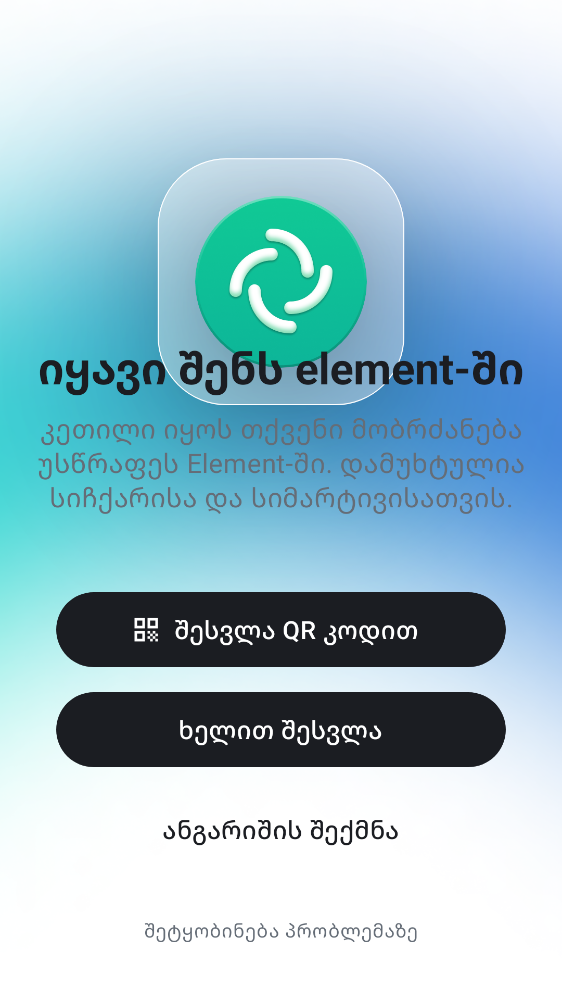 იყავი შენს element-ში
კეთილი იყოს თქვენი მობრძანება
უსწრაფეს Element-ში. დამუხტულია
სიჩქარისა და სიმარტივისათვის.
შესვლა QR კოდით
ხელით შესვლა
ანგარიშის შექმნა
შეტყობინება პრობლემაზე